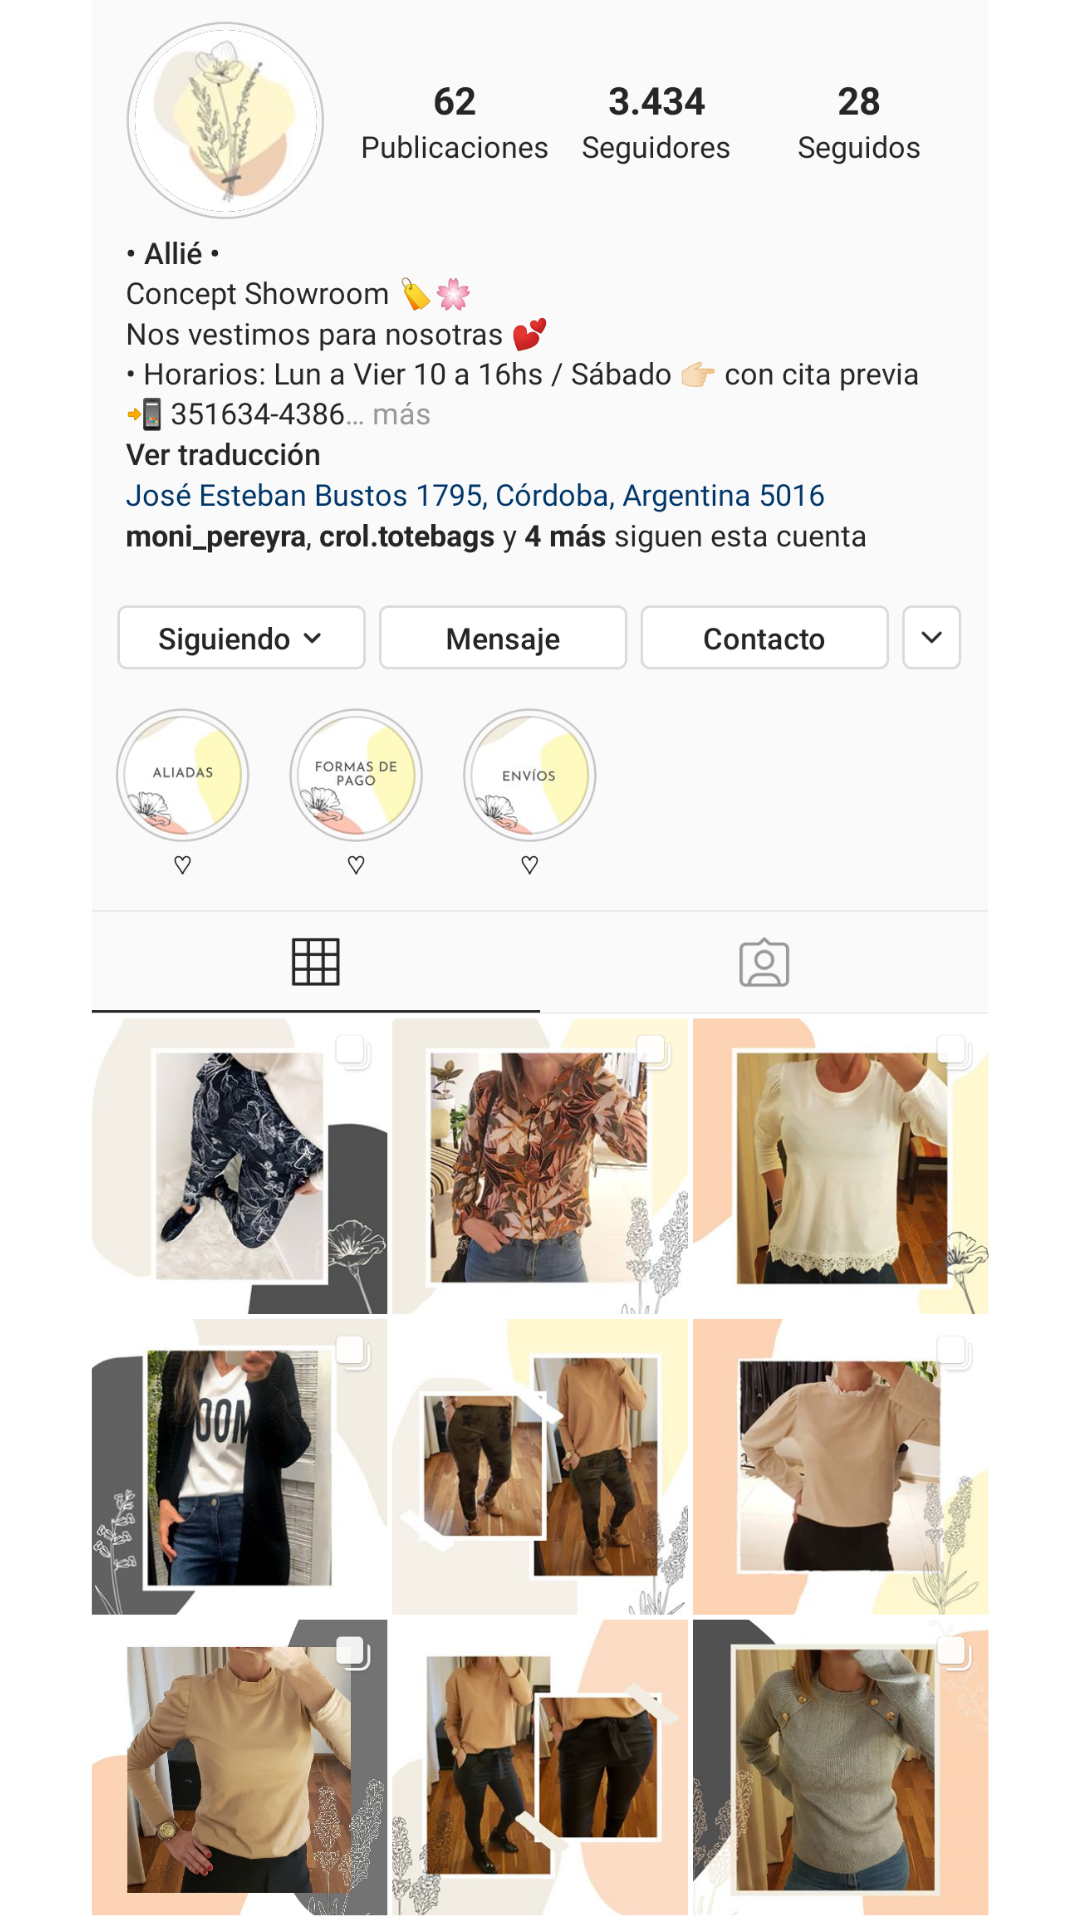 62 3.434 28
Publicaciones Seguidores Seguidos
• Allié •
Concept Showroom 🏷️🌸
Nos vestimos para nosotras 💕
• Horarios: Lun a Vier 10 a 16hs / Sábado 👉🏻 con cita previa
📲 351634-4386... más
Ver traducción
José Esteban Bustos 1795, Córdoba, Argentina 5016
moni_pereyra, crol.totebags y 4 más siguen esta cuenta
Siguiendo Mensaje Contacto
ALIADAS
FORMAS DE
PAGO
ENVÍOS
♡ ♡ ♡
OOM